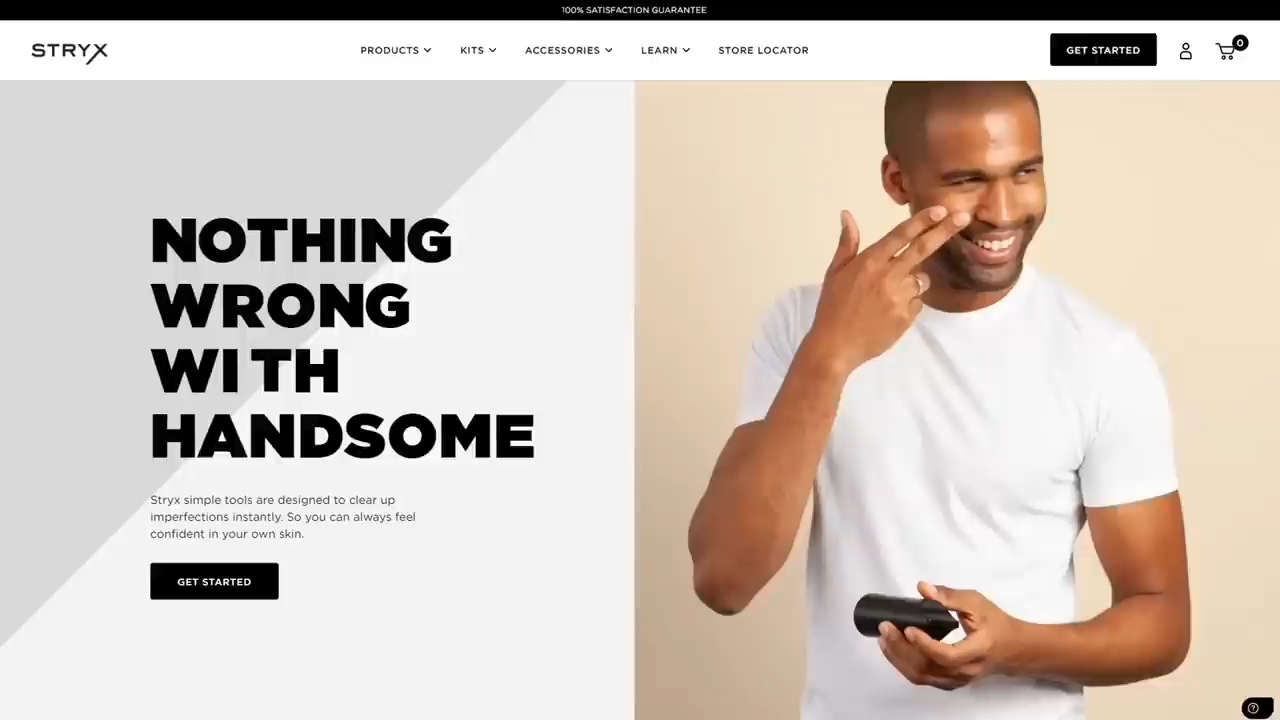 100% SATISFACTION GUARANTEE
STRYX
PRODUCTS
KITS
ACCESSORIES
LEARN
STORE LOCATOR
GET STARTED
0
NOTHING
WRONG
WITH
HANDSOME
Stryx simple tools are designed to clear up
imperfections instantly. So you can always feel
confident in your own skin.
GET STARTED
?